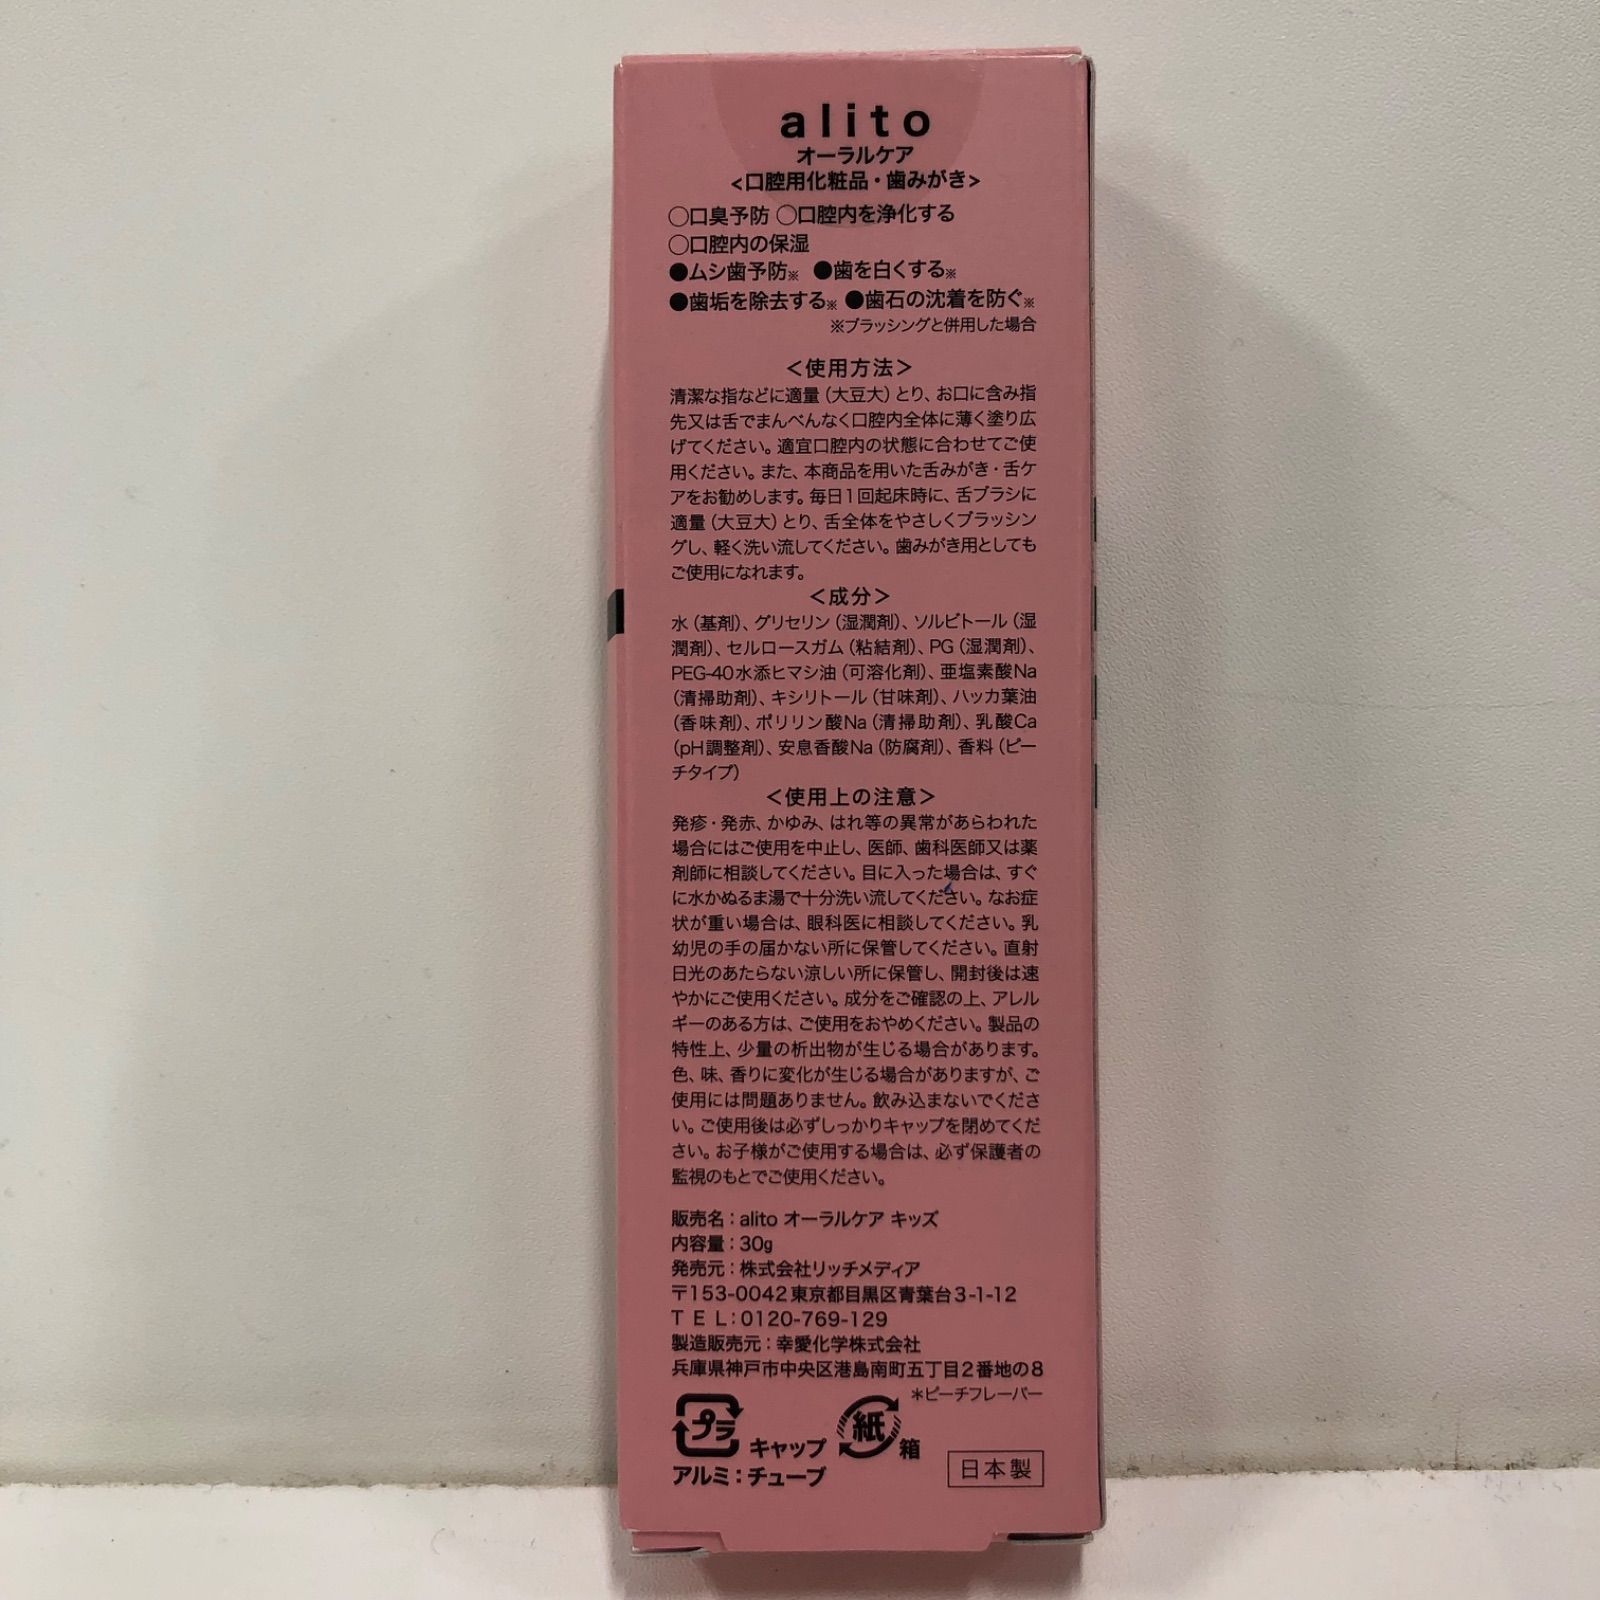 alito
オーラルケア
<口腔用化粧品・歯みがき>
○口臭予防 ○口腔内を浄化する
○口腔内の保湿
●ムシ歯予防※ ●歯を白くする※
●歯垢を除去する※ ●歯石の沈着を防ぐ※
※ブラッシングと併用した場合
＜使用方法＞
清潔な指などに適量（大豆大）とり、お口に含み指
先又は舌でまんべんなく口腔内全体に薄く塗り広
げてください。適宜口腔内の状態に合わせてご使
用ください。また、本商品を用いた舌みがき・舌ケ
アをお勧めします。毎日1回起床時に、舌ブラシに
適量（大豆大）とり、舌全体をやさしくブラッシン
グし、軽く洗い流してください。歯みがき用としても
ご使用になれます。
＜成分＞
水（基剤）、グリセリン（湿潤剤）、ソルビトール（湿
潤剤）、セルロースガム（粘結剤）、PG（湿潤剤）、
PEG-40水添ヒマシ油（可溶化剤）、亜塩素酸Na
（清掃助剤）、キシリトール（甘味剤）、ハッカ葉油
（香味剤）、ポリリン酸Na（清掃助剤）、乳酸Ca
（pH調整剤）、安息香酸Na（防腐剤）、香料（ピー
チタイプ）
＜使用上の注意＞
発疹・発赤、かゆみ、はれ等の異常があらわれた
場合にはご使用を中止し、医師、歯科医師又は薬
剤師に相談してください。目に入った場合は、すぐ
に水かぬるま湯で十分洗い流してください。なお症
状が重い場合は、眼科医に相談してください。乳
幼児の手の届かない所に保管してください。直射
日光のあたらない涼しい所に保管し、開封後は速
やかにご使用ください。成分をご確認の上、アレル
ギーのある方は、ご使用をおやめください。製品の
特性上、少量の析出物が生じる場合があります。
色、味、香りに変化が生じる場合がありますが、ご
使用には問題ありません。飲み込まないでくださ
い。ご使用後は必ずしっかりキャップを閉めてくだ
さい。お子様がご使用する場合は、必ず保護者の
監視のもとでご使用ください。
販売名：alito オーラルケア キッズ
内容量：30g
発売元：株式会社リッチメディア
〒153-0042東京都目黒区青葉台3-1-12
TEL：0120-769-129
製造販売元：幸愛化学株式会社
兵庫県神戸市中央区港島南町五丁目2番地の8
＊ピーチフレーバー
プラ キャップ 紙 箱
アルミ：チューブ
日本製